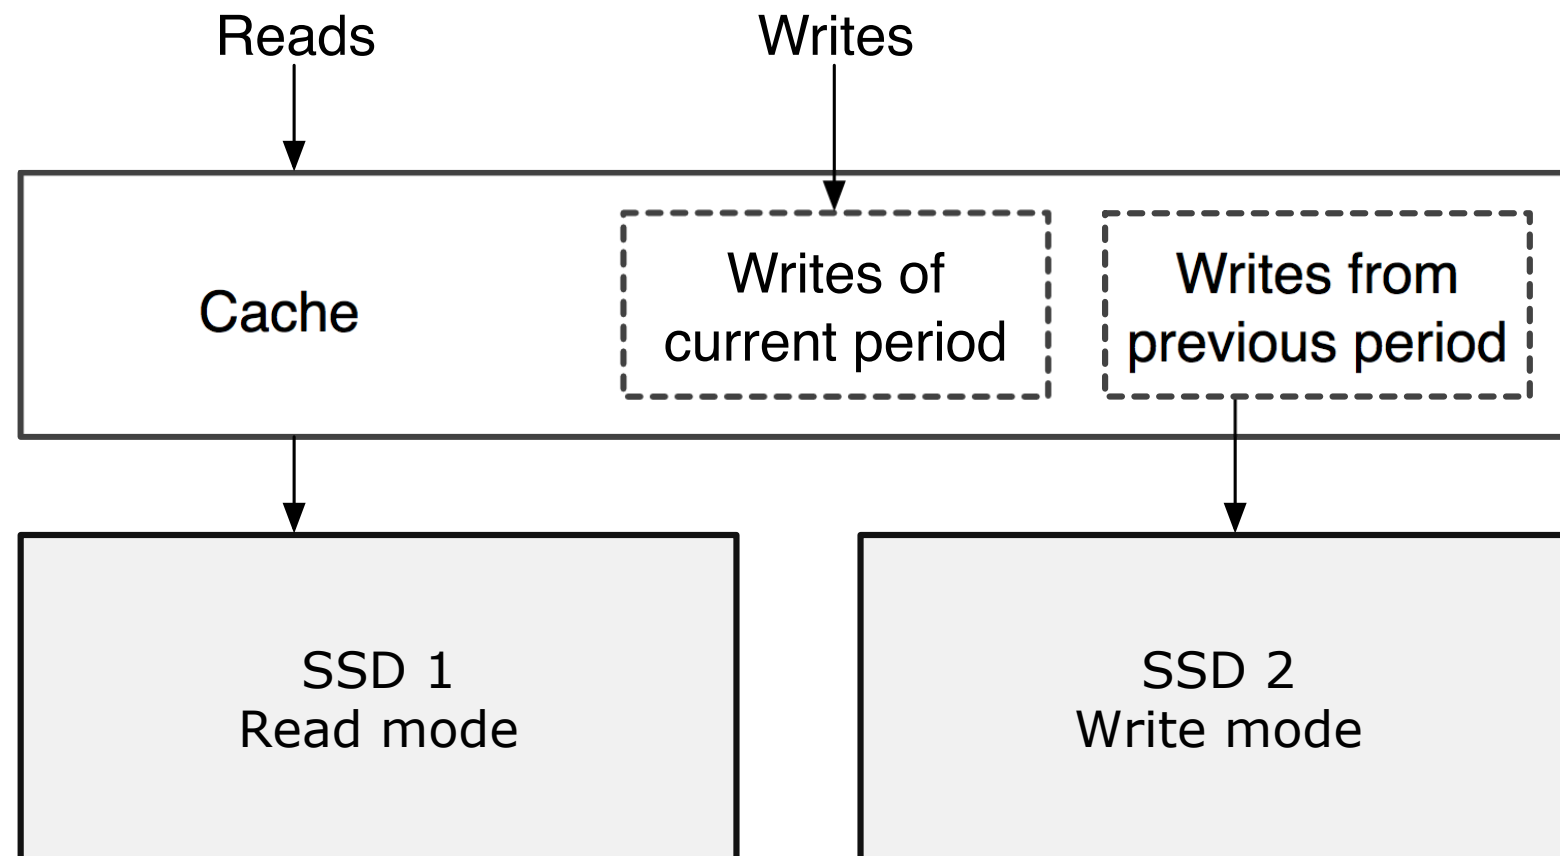 Reads
Writes
Cache
Writes of
current period
Writes from
previous period
SSD 1
Read mode
SSD 2
Write mode